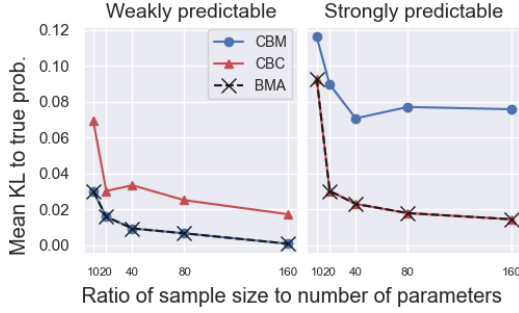 Weakly predictable
Strongly predictable
Mean KL to true prob.
0.12
0.10
0.08
0.06
0.04
0.02
0.00
CBM
CBC
BMA
1020 40 80 160
1020 40 80 160
Ratio of sample size to number of parameters